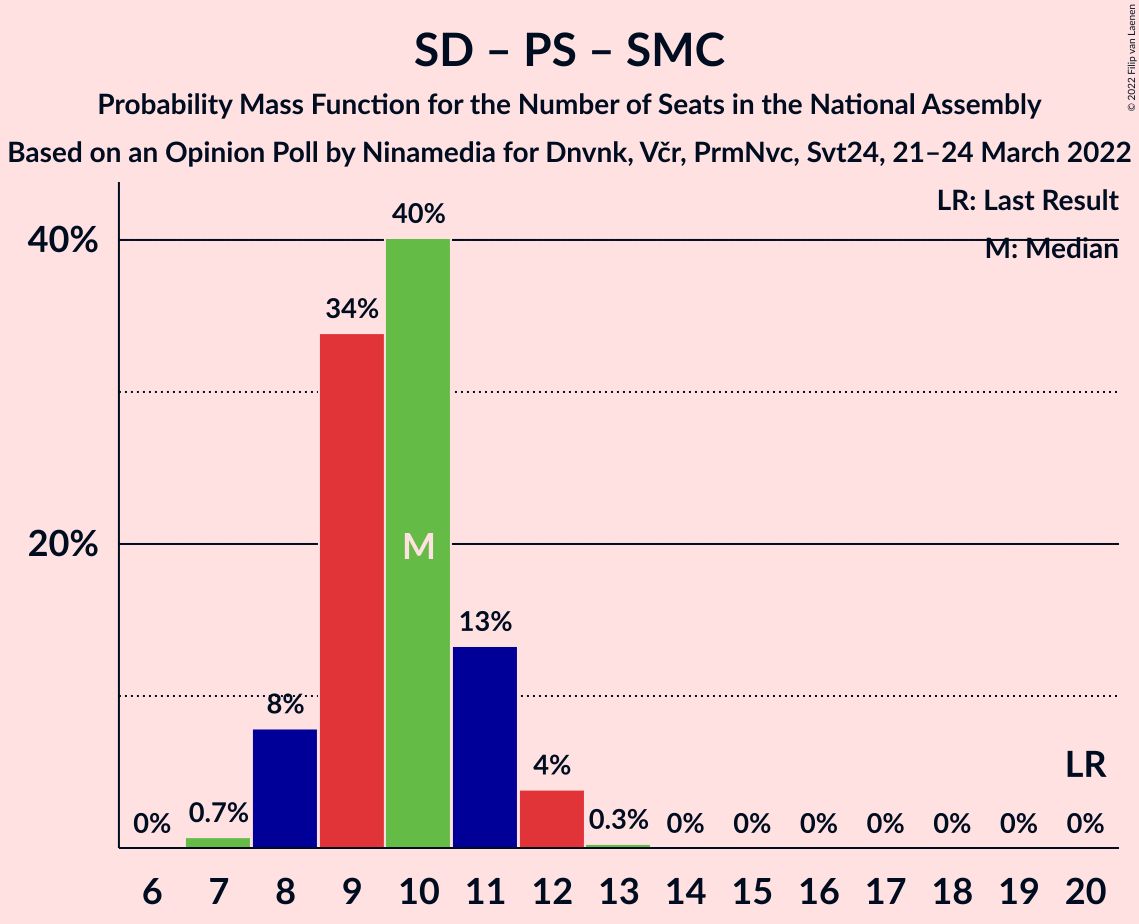 SD – PS – SMC
Probability Mass Function for the Number of Seats in the National Assembly
Based on an Opinion Poll by Ninamedia for Dnvnk, Včr, PrmNvc, Svt24, 21–24 March 2022
© 2022 Filip van Laenen
LR: Last Result
M: Median
40%
20%
0%
0.7%
8%
34%
40%
M
13%
4%
0.3%
0%
0%
0%
0%
0%
0%
LR
0%
6 7 8 9 10 11 12 13 14 15 16 17 18 19 20